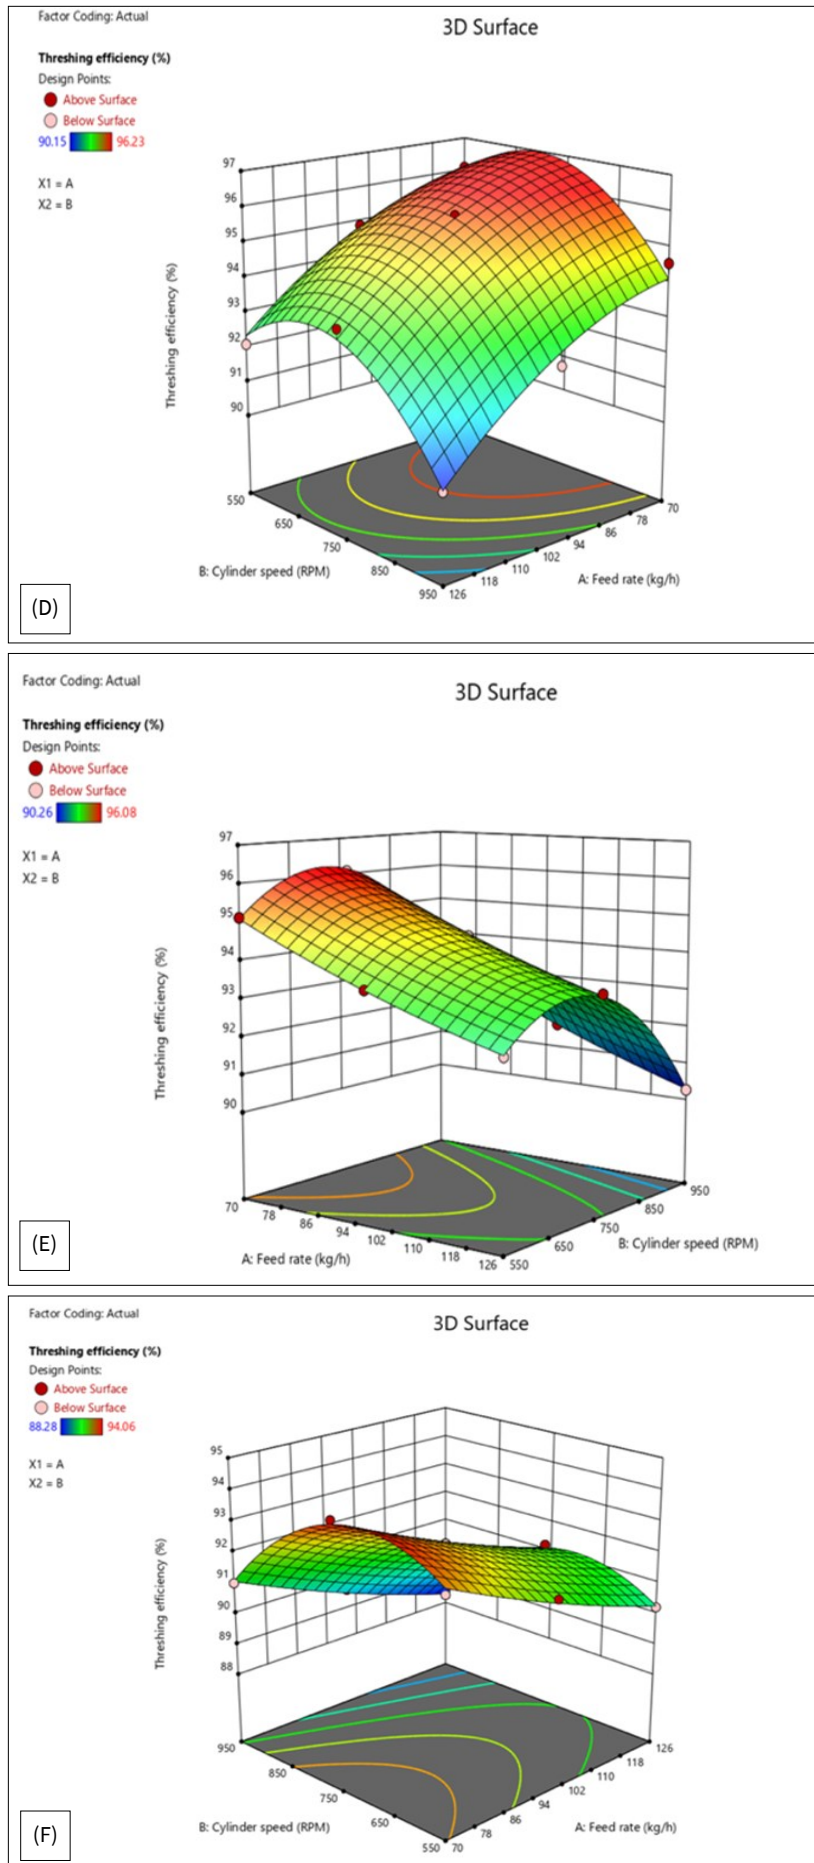 Factor Coding: Actual
3D Surface
Threshing efficiency (%)
Design Points:
Above Surface
Below Surface
90.15 96.23
X1 = A
X2 = B
97
96
95
94
93
92
91
90
Threshing efficiency (%)
550
650
750
850
950
B: Cylinder speed (RPM)
126
118
110
102
94
86
78
70
A: Feed rate (kg/h)
(D)
Factor Coding: Actual
3D Surface
Threshing efficiency (%)
Design Points:
Above Surface
Below Surface
90.26 96.08
X1 = A
X2 = B
97
96
95
94
93
92
91
90
Threshing efficiency (%)
70
78
86
94
102
110
118
126
A: Feed rate (kg/h)
550
650
750
850
950
B: Cylinder speed (RPM)
(E)
Factor Coding: Actual
3D Surface
Threshing efficiency (%)
Design Points:
Above Surface
Below Surface
88.28 94.06
X1 = A
X2 = B
95
94
93
92
91
90
89
88
Threshing efficiency (%)
950
850
750
650
550
B: Cylinder speed (RPM)
70
78
86
94
102
110
118
126
A: Feed rate (kg/h)
(F)